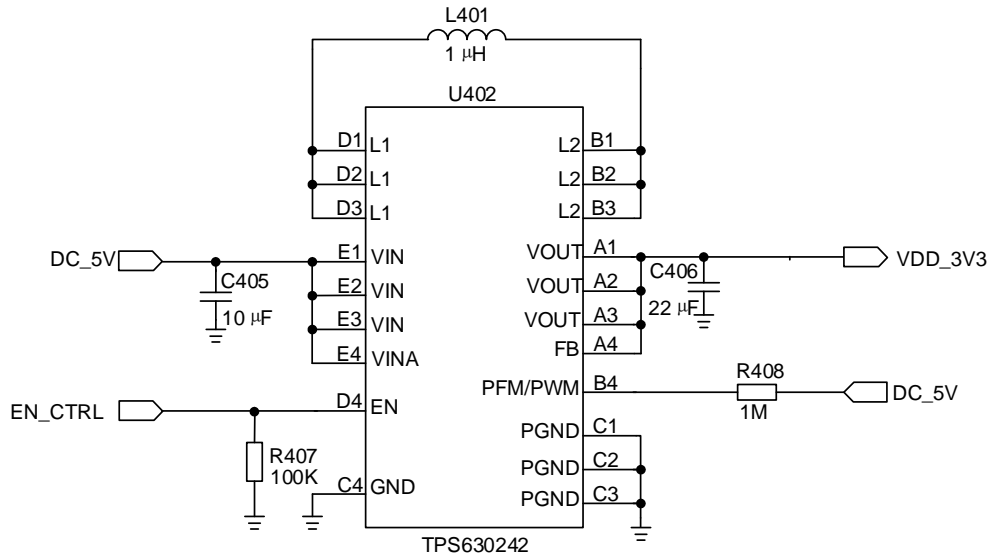 L401
1 μH
U402
D1 L1 L2 B1
D2 L1 L2 B2
D3 L1 L2 B3
DC_5V E1 VIN VOUT A1 VDD_3V3
C405 C406
E2 VIN VOUT A2
10 μF 22 μF
E3 VIN VOUT A3
E4 VINA FB A4
R408
PFM/PWM B4 DC_5V
1M
EN_CTRL D4 EN
PGND C1
R407
100K
PGND C2
C4 GND PGND C3
TPS630242